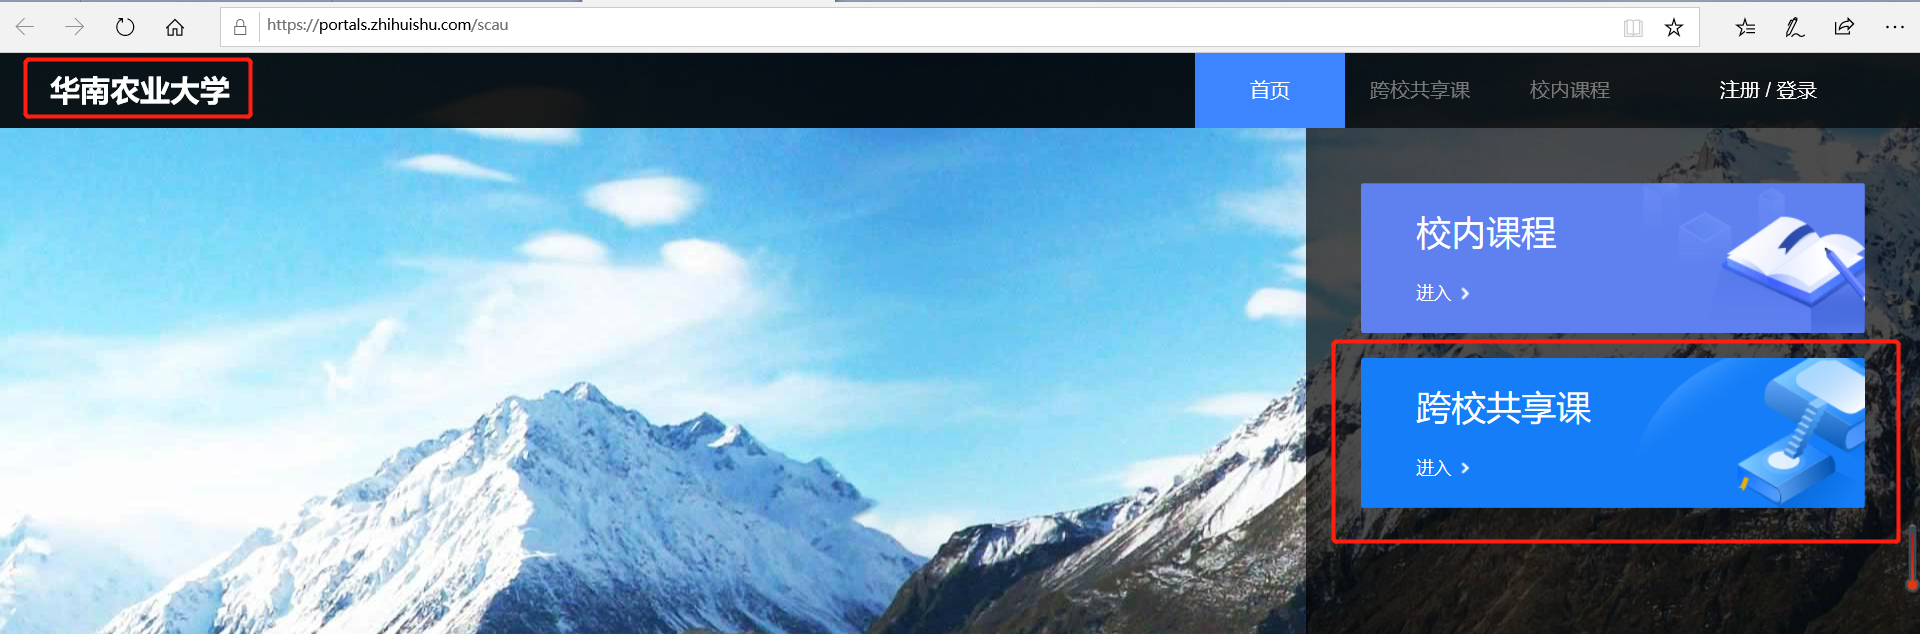 https://portals.zhihuishu.com/scau
华南农业大学
首页
跨校共享课
校内课程
注册 / 登录
校内课程
进入
跨校共享课
进入